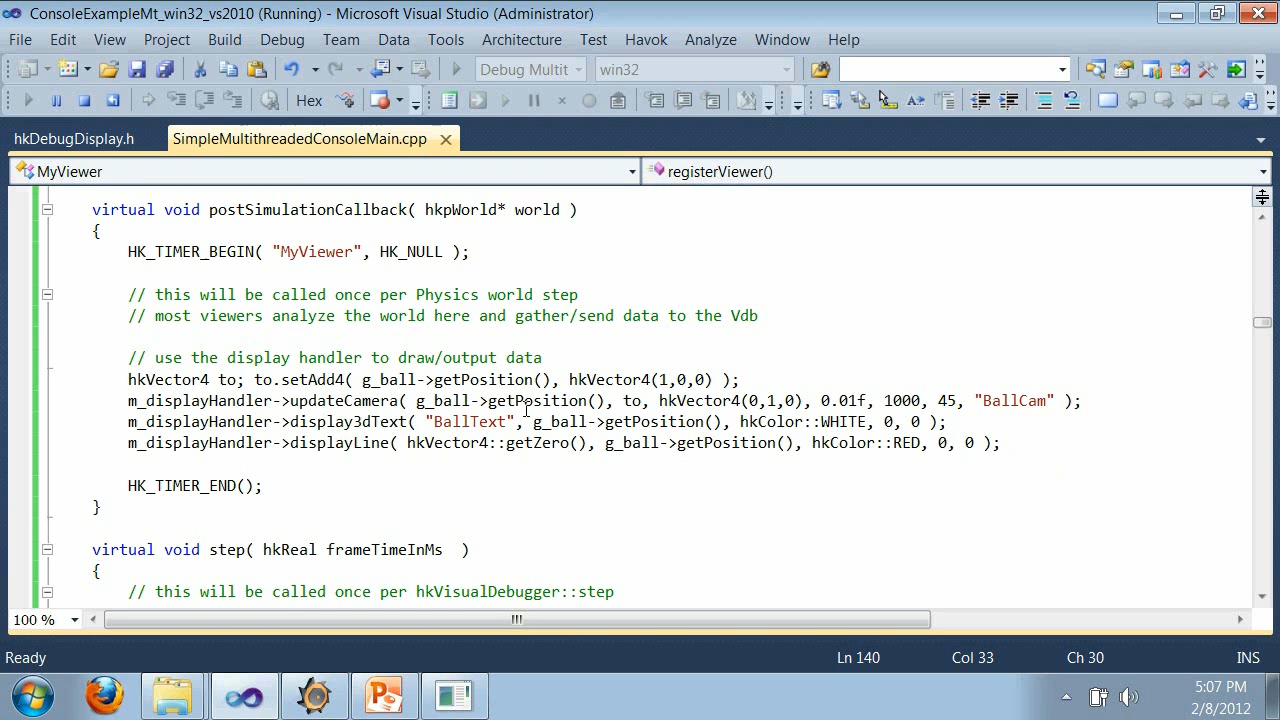 ConsoleExampleMt_win32_vs2010 (Running) - Microsoft Visual Studio (Administrator)
File Edit View Project Build Debug Team Data Tools Architecture Test Havok Analyze Window Help
Debug Multit win32
Hex
hkDebugDisplay.h SimpleMultithreadedConsoleMain.cpp
MyViewer registerViewer()
virtual void postSimulationCallback( hkpWorld* world )
{
HK_TIMER_BEGIN( "MyViewer", HK_NULL );
// this will be called once per Physics world step
// most viewers analyze the world here and gather/send data to the Vdb
// use the display handler to draw/output data
hkVector4 to; to.setAdd4( g_ball->getPosition(), hkVector4(1,0,0) );
m_displayHandler->updateCamera( g_ball->getPosition(), to, hkVector4(0,1,0), 0.01f, 1000, 45, "BallCam" );
m_displayHandler->display3dText( "BallText", g_ball->getPosition(), hkColor::WHITE, 0, 0 );
m_displayHandler->displayLine( hkVector4::getZero(), g_ball->getPosition(), hkColor::RED, 0, 0 );
HK_TIMER_END();
}
virtual void step( hkReal frameTimeInMs  )
{
// this will be called once per hkVisualDebugger::step
100 %
Ready Ln 140 Col 33 Ch 30 INS
5:07 PM
2/8/2012